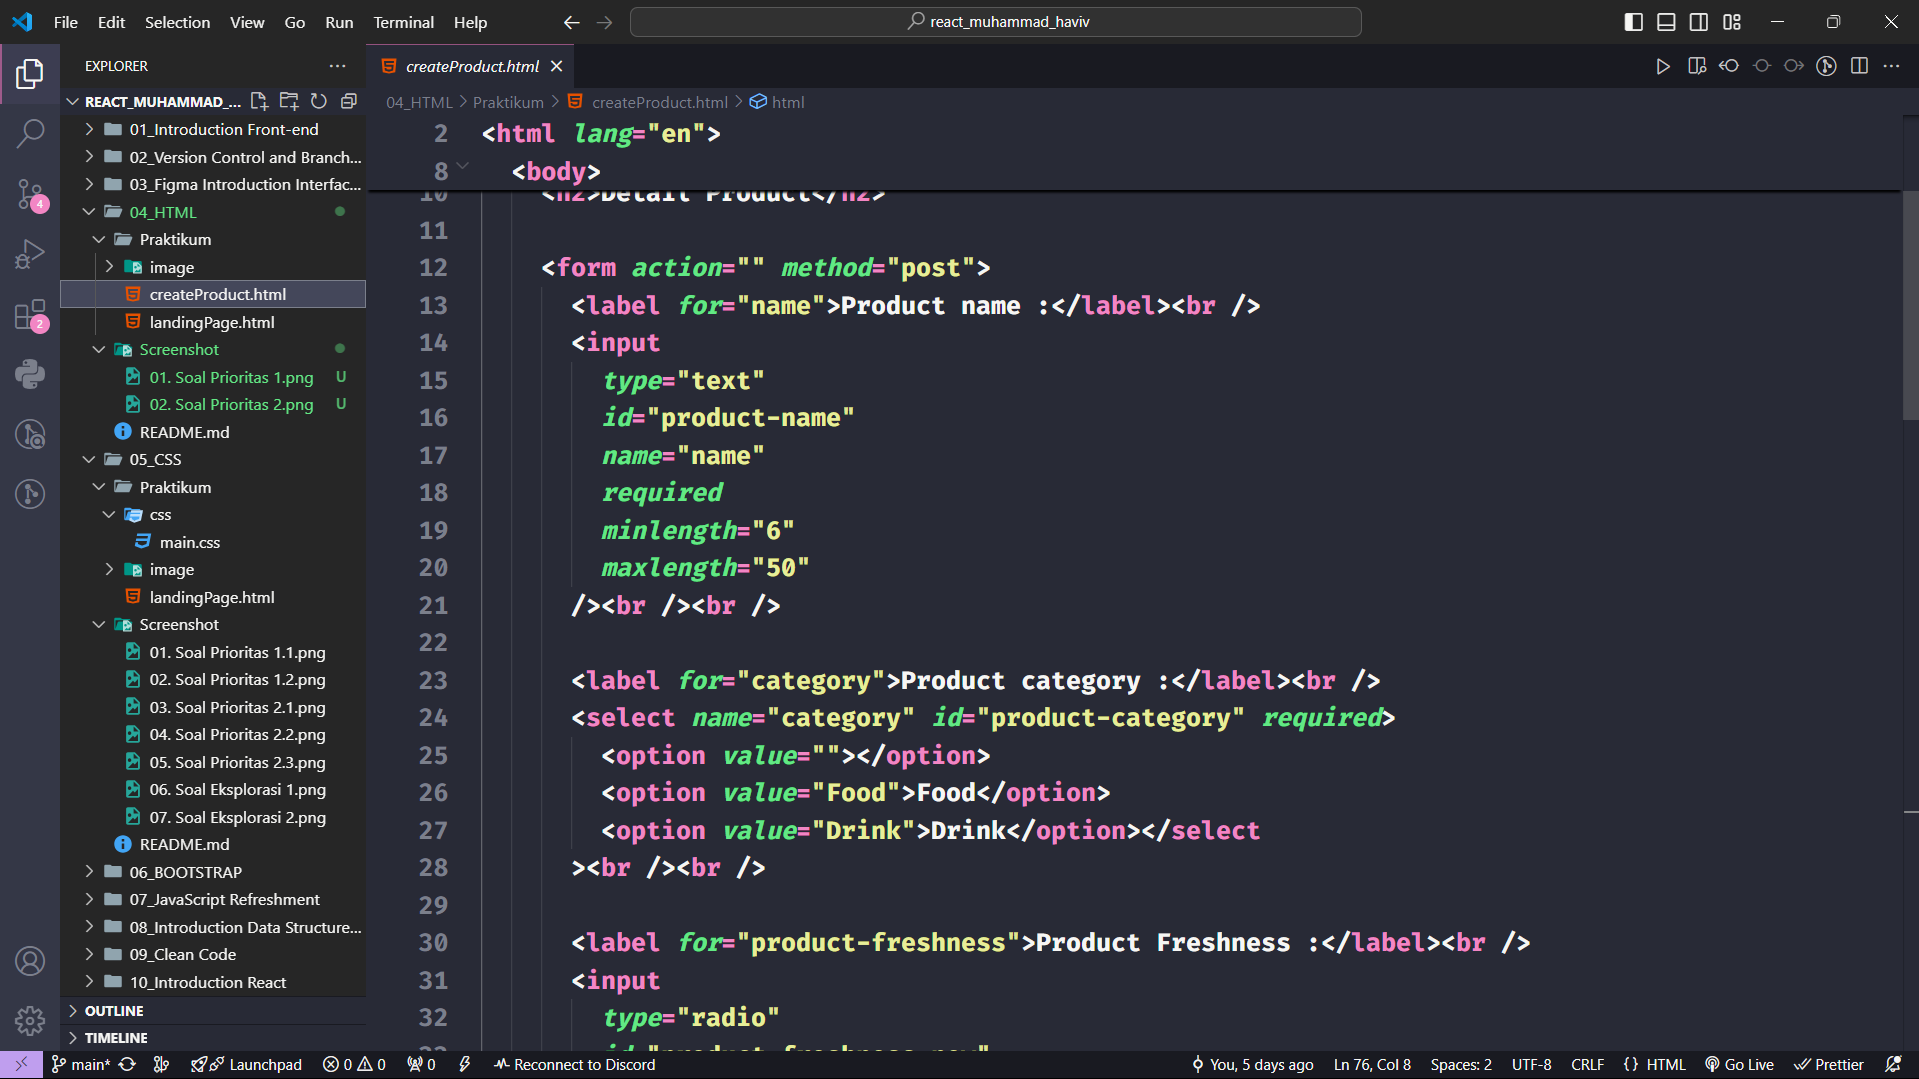 File Edit Selection View Go Run Terminal Help
react_muhammad_haviv
EXPLORER
REACT_MUHAMMAD_...
01_Introduction Front-end
02_Version Control and Branch...
03_Figma Introduction Interfac...
04_HTML
Praktikum
image
createProduct.html
landingPage.html
Screenshot
01. Soal Prioritas 1.png U
02. Soal Prioritas 2.png U
README.md
05_CSS
Praktikum
css
main.css
image
landingPage.html
Screenshot
01. Soal Prioritas 1.1.png
02. Soal Prioritas 1.2.png
03. Soal Prioritas 2.1.png
04. Soal Prioritas 2.2.png
05. Soal Prioritas 2.3.png
06. Soal Eksplorasi 1.png
07. Soal Eksplorasi 2.png
README.md
06_BOOTSTRAP
07_JavaScript Refreshment
08_Introduction Data Structure...
09_Clean Code
10_Introduction React
OUTLINE
TIMELINE
4
2
createProduct.html
04_HTML > Praktikum > createProduct.html > html
2 <html lang="en">
8 <body>
10 <h2>Detail Product</h2>
11
12 <form action="" method="post">
13 <label for="name">Product name :</label><br />
14 <input
15 type="text"
16 id="product-name"
17 name="name"
18 required
19 minlength="6"
20 maxlength="50"
21 /><br /><br />
22
23 <label for="category">Product category :</label><br />
24 <select name="category" id="product-category" required>
25 <option value=""></option>
26 <option value="Food">Food</option>
27 <option value="Drink">Drink</option></select
28 ><br /><br />
29
30 <label for="product-freshness">Product Freshness :</label><br />
31 <input
32 type="radio"
main* Launchpad 0 0 0 Reconnect to Discord You, 5 days ago Ln 76, Col 8 Spaces: 2 UTF-8 CRLF {} HTML Go Live Prettier